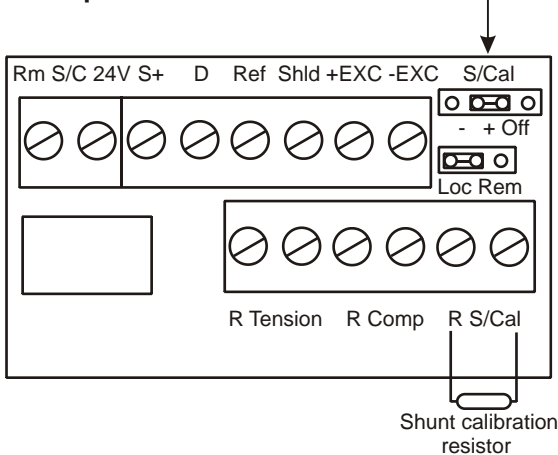 Rm S/C 24V S+ D Ref Shld +EXC -EXC S/Cal
- + Off
Loc Rem
R Tension R Comp R S/Cal
Shunt calibration
resistor